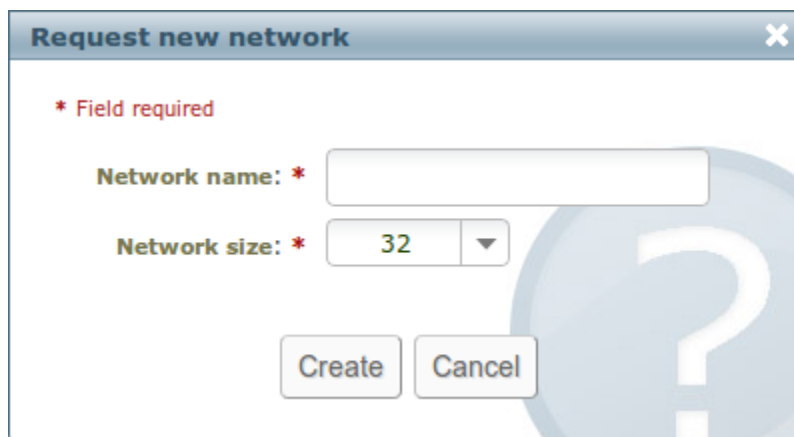 Request new network
* Field required
Network name: *
Network size: * 32
Create Cancel